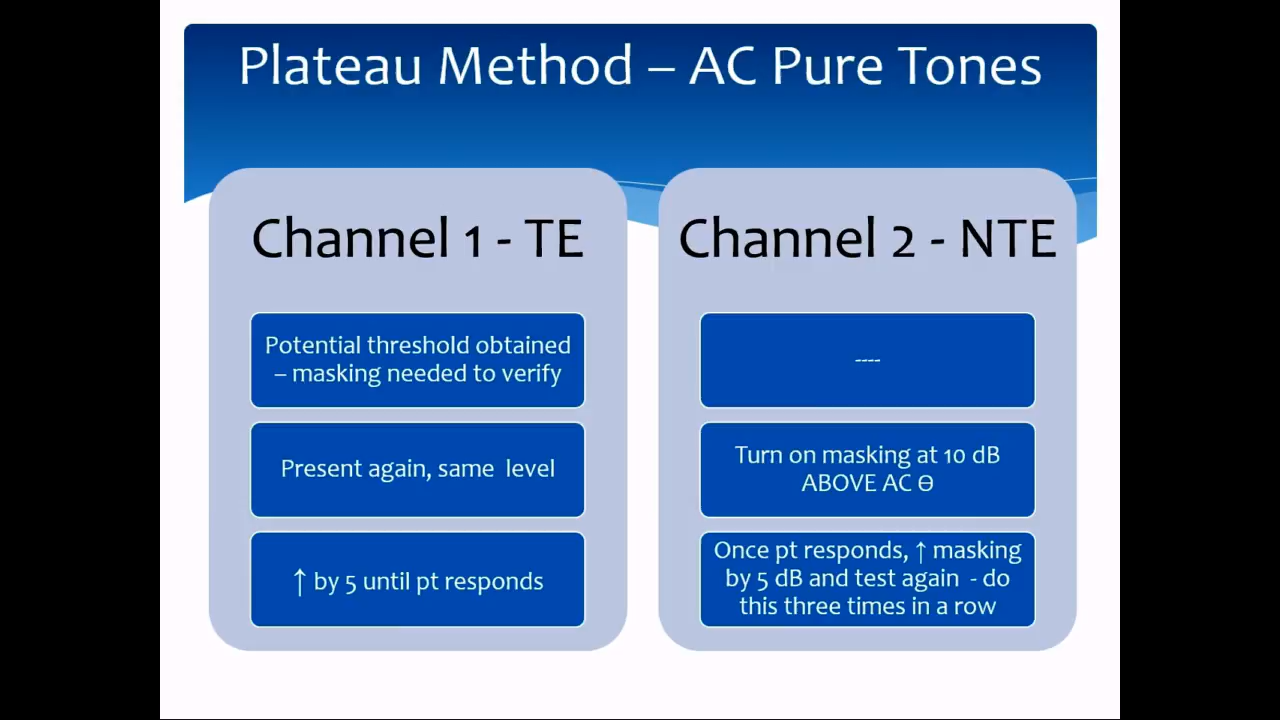 Plateau Method – AC Pure Tones
Channel 1 - TE
Potential threshold obtained
– masking needed to verify
Present again, same level
↑ by 5 until pt responds
Channel 2 - NTE
----
Turn on masking at 10 dB
ABOVE AC Ө
Once pt responds, ↑ masking
by 5 dB and test again - do
this three times in a row